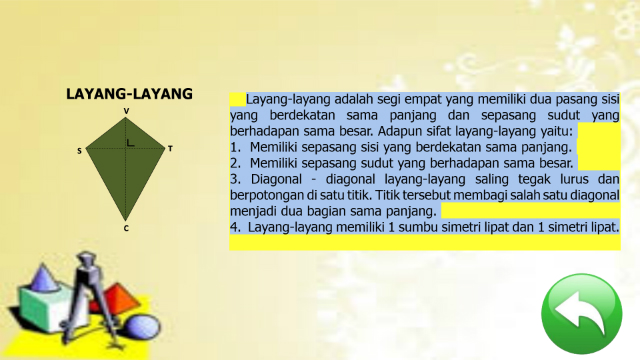 LAYANG-LAYANG
V
S
T
C
Layang-layang adalah segi empat yang memiliki dua pasang sisi
yang berdekatan sama panjang dan sepasang sudut yang
berhadapan sama besar. Adapun sifat layang-layang yaitu:
1. Memiliki sepasang sisi yang berdekatan sama panjang.
2. Memiliki sepasang sudut yang berhadapan sama besar.
3. Diagonal - diagonal layang-layang saling tegak lurus dan
berpotongan di satu titik. Titik tersebut membagi salah satu diagonal
menjadi dua bagian sama panjang.
4. Layang-layang memiliki 1 sumbu simetri lipat dan 1 simetri lipat.